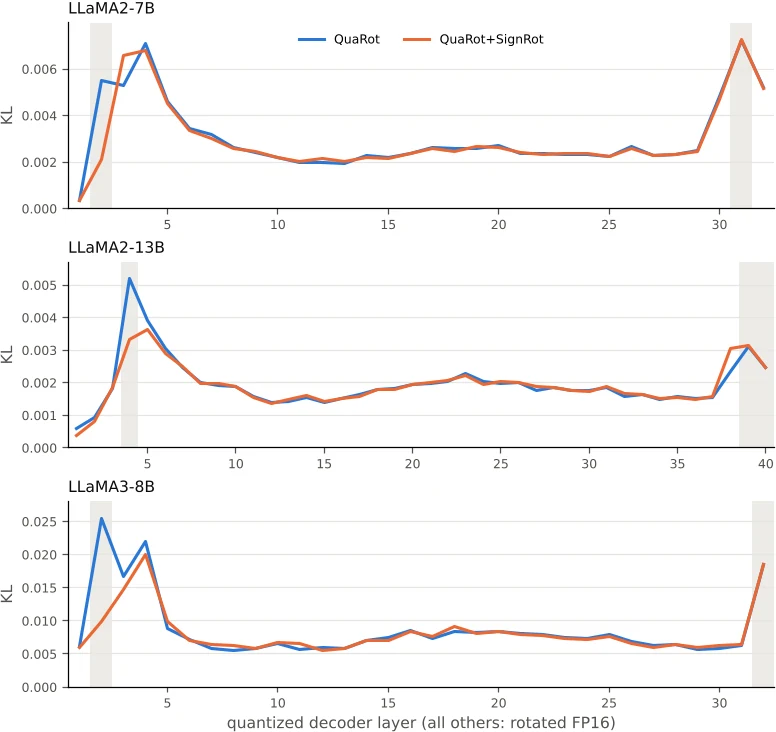 LLaMA2-7B
QuaRot
QuaRot+SignRot
KL
0.006
0.004
0.002
0.000
5 10 15 20 25 30
LLaMA2-13B
KL
0.005
0.004
0.003
0.002
0.001
0.000
5 10 15 20 25 30 35 40
LLaMA3-8B
KL
0.025
0.020
0.015
0.010
0.005
0.000
5 10 15 20 25 30
quantized decoder layer (all others: rotated FP16)